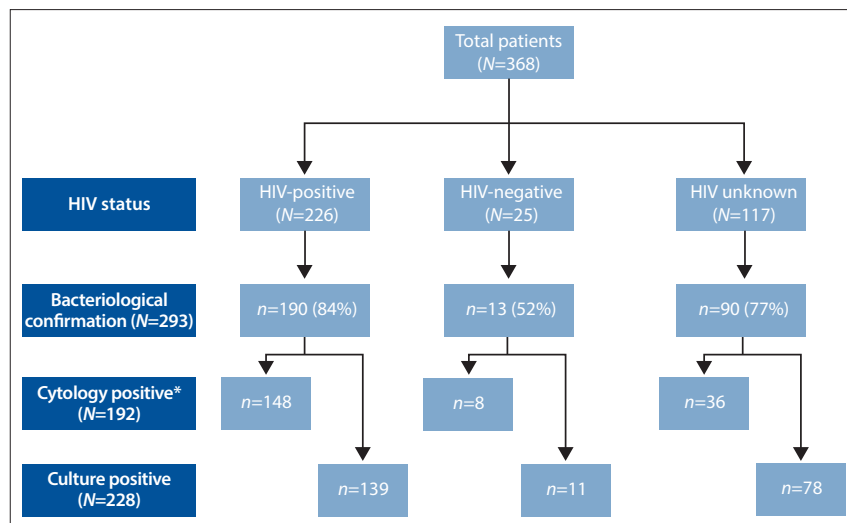 Total patients
(N=368)
HIV status
HIV-positive
(N=226)
HIV-negative
(N=25)
HIV unknown
(N=117)
Bacteriological
confirmation (N=293)
n=190 (84%)
n=13 (52%)
n=90 (77%)
Cytology positive*
(N=192)
n=148
n=8
n=36
Culture positive
(N=228)
n=139
n=11
n=78